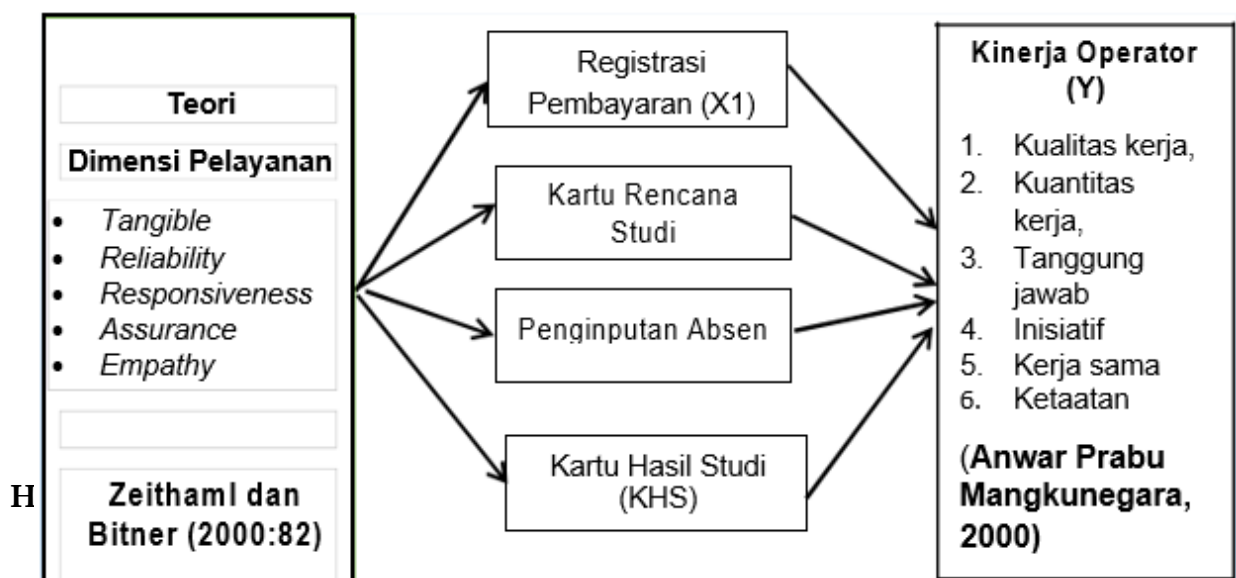 Teori
Dimensi Pelayanan
• Tangible
• Reliability
• Responsiveness
• Assurance
• Empathy
H
Zeithaml dan
Bitner (2000:82)
Registrasi
Pembayaran (X1)
Kartu Rencana
Studi
Penginputan Absen
Kartu Hasil Studi
(KHS)
Kinerja Operator
(Y)
1. Kualitas kerja,
2. Kuantitas
kerja,
3. Tanggung
jawab
4. Inisiatif
5. Kerja sama
6. Ketaatan
(Anwar Prabu
Mangkunegara,
2000)